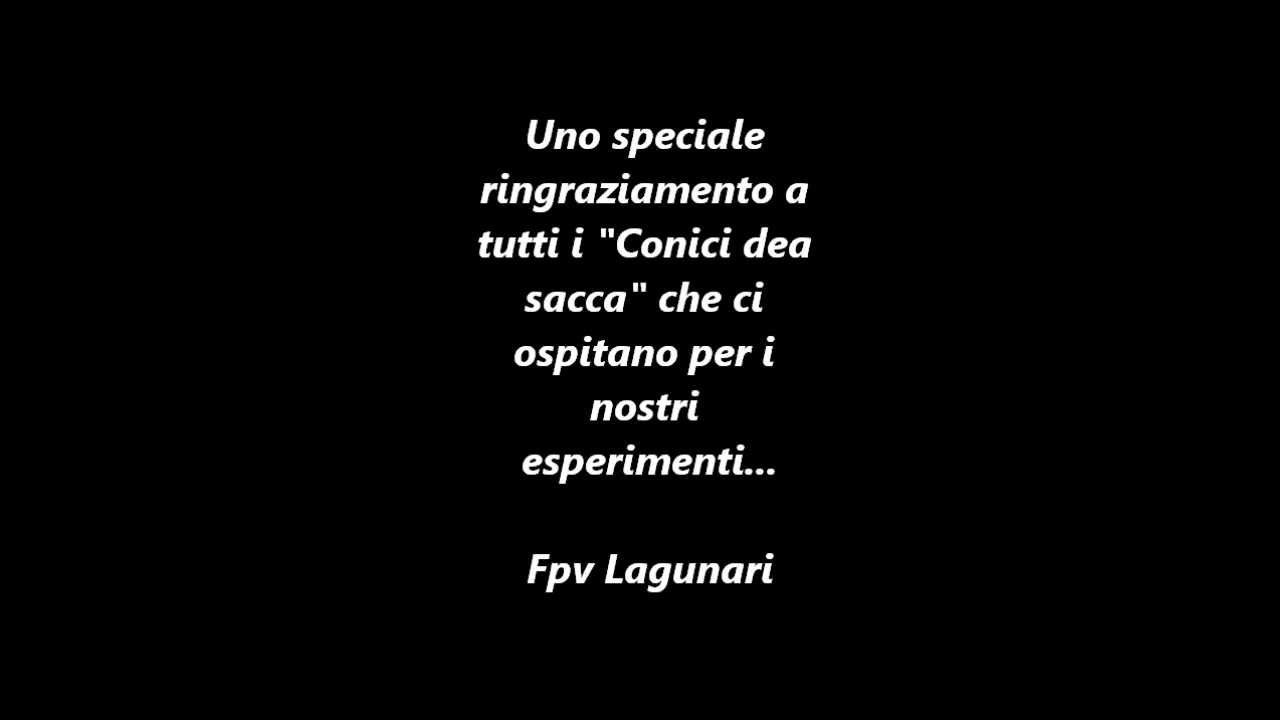 Uno speciale
ringraziamento a
tutti i "Conici dea
sacca" che ci
ospitano per i
nostri
esperimenti...
Fpv Lagunari